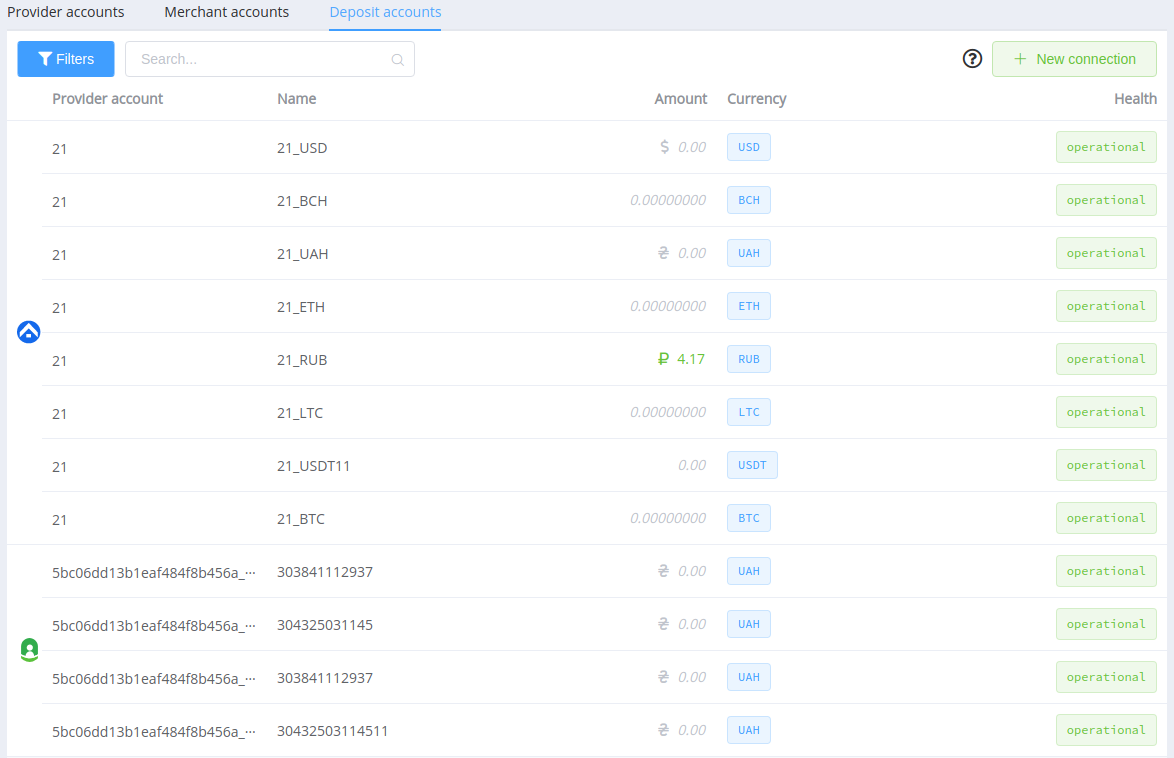 Provider accounts Merchant accounts Deposit accounts
Filters Search... ? + New connection
Provider account Name Amount Currency Health
21 21_USD $ 0.00 USD operational
21 21_BCH 0.00000000 BCH operational
21 21_UAH ₴ 0.00 UAH operational
21 21_ETH 0.00000000 ETH operational
21 21_RUB ₽ 4.17 RUB operational
21 21_LTC 0.00000000 LTC operational
21 21_USDT11 0.00 USDT operational
21 21_BTC 0.00000000 BTC operational
5bc06dd13b1eaf484f8b456a_··· 303841112937 ₴ 0.00 UAH operational
5bc06dd13b1eaf484f8b456a_··· 304325031145 ₴ 0.00 UAH operational
5bc06dd13b1eaf484f8b456a_··· 303841112937 ₴ 0.00 UAH operational
5bc06dd13b1eaf484f8b456a_··· 30432503114511 ₴ 0.00 UAH operational